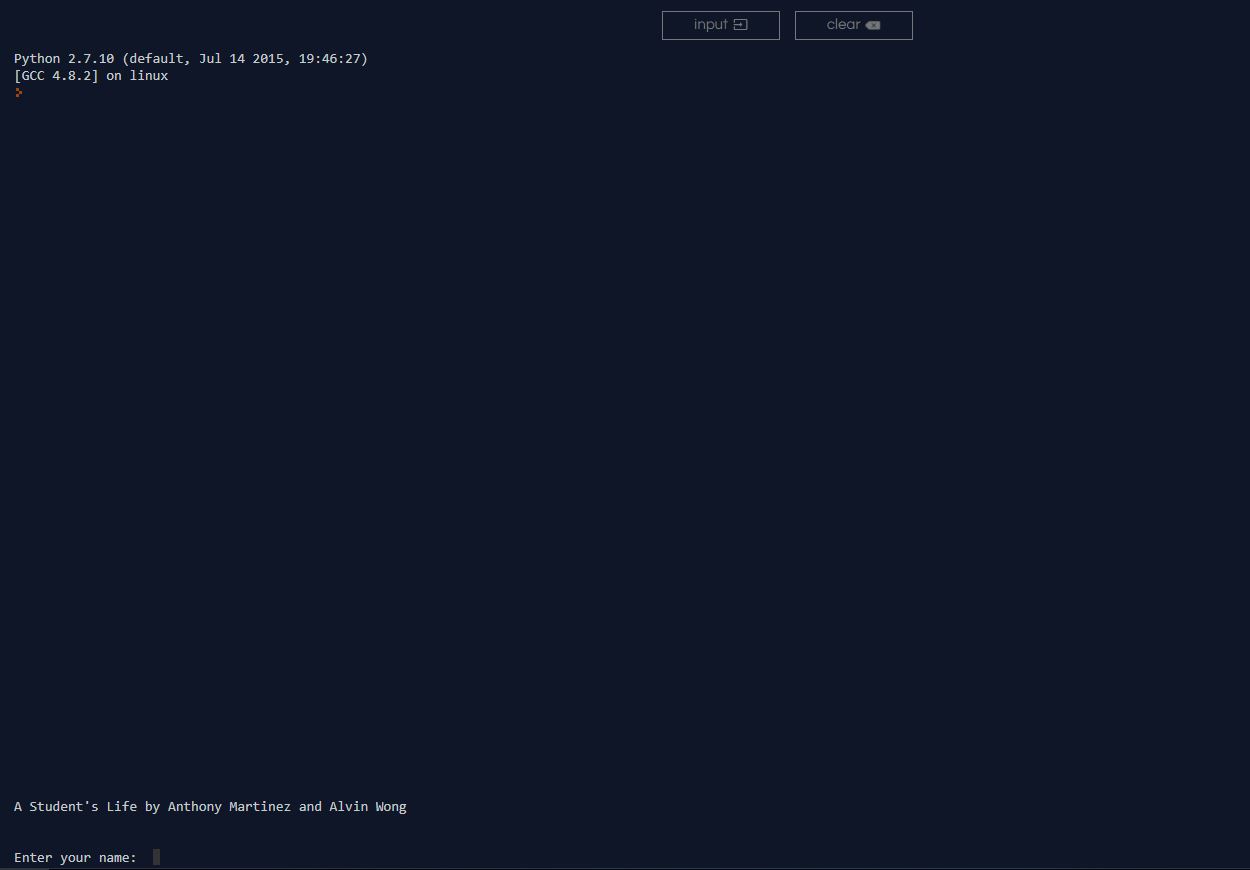 input
clear
Python 2.7.10 (default, Jul 14 2015, 19:46:27)
[GCC 4.8.2] on linux
A Student's Life by Anthony Martinez and Alvin Wong
Enter your name: